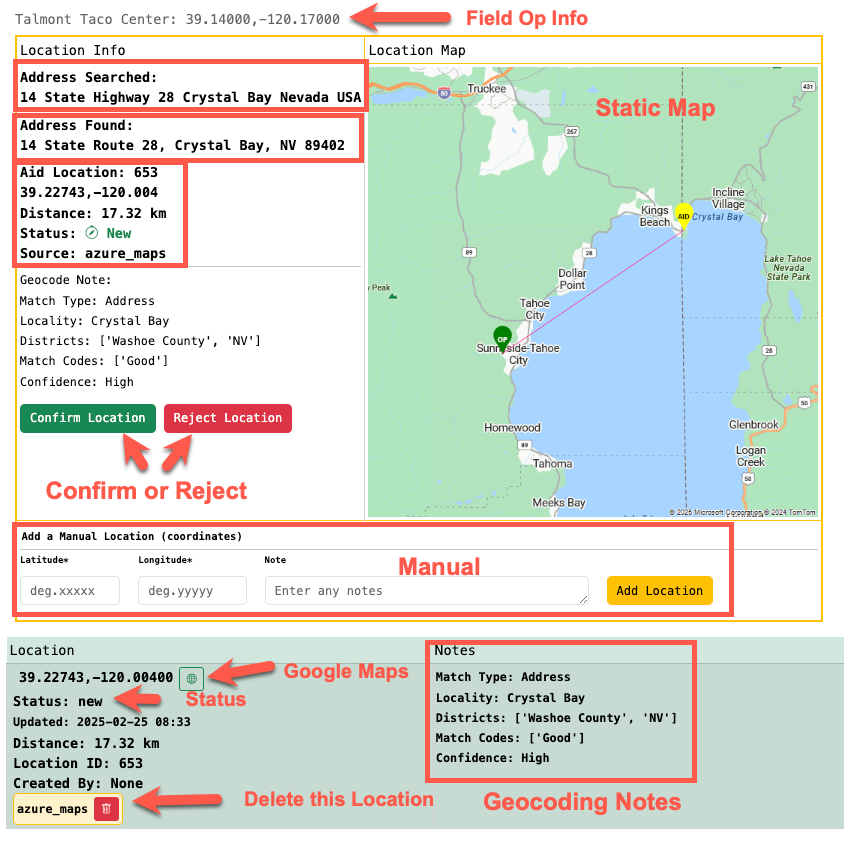 Talmont Taco Center: 39.14000,-120.17000
Field Op Info
Location Info
Address Searched:
14 State Highway 28 Crystal Bay Nevada USA
Address Found:
14 State Route 28, Crystal Bay, NV 89402
Aid Location: 653
39.22743,-120.004
Distance: 17.32 km
Status: New
Source: azure_maps
Geocode Note:
Match Type: Address
Locality: Crystal Bay
Districts: ['Washoe County', 'NV']
Match Codes: ['Good']
Confidence: High
Confirm Location
Reject Location
Confirm or Reject
Location Map
Static Map
Truckee
80
431
267
Incline
Village
Kings
Beach
AID
Crystal Bay
89
28
Lake Tahoe
Nevada
State Park
Dollar
Point
y Peak
Tahoe
City
OP
Sunnyside-Tahoe
City
28
50
Homewood
Glenbrook
89
Logan
Creek
Tahoma
50
Meeks Bay
© 2025 Microsoft Corporation © 2024 TomTom
Add a Manual Location (coordinates)
Manual
Latitude*
Longitude*
Note
deg.xxxxx
deg.yyyyy
Enter any notes
Add Location
Location
39.22743,-120.00400
Google Maps
Status: new
Status
Updated: 2025-02-25 08:33
Distance: 17.32 km
Location ID: 653
Created By: None
azure_maps
Delete this Location
Notes
Match Type: Address
Locality: Crystal Bay
Districts: ['Washoe County', 'NV']
Match Codes: ['Good']
Confidence: High
Geocoding Notes